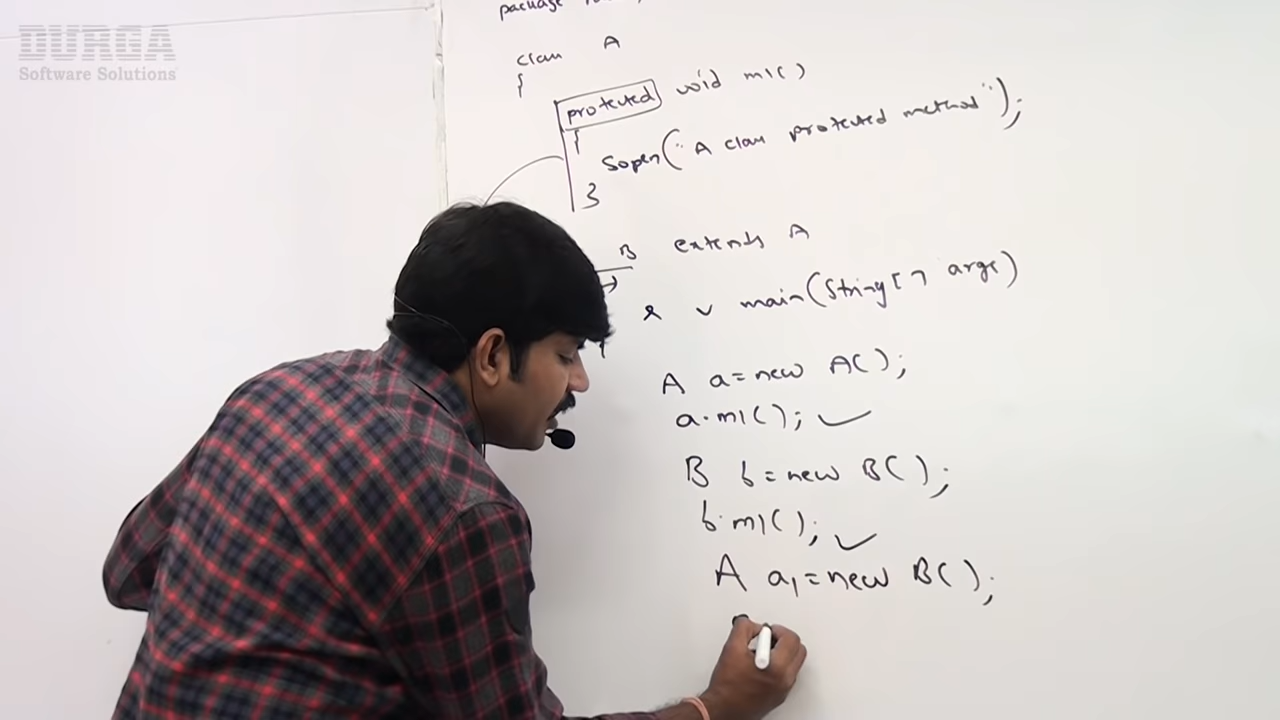 DURGA
Software Solutions
package
class A
{
protected void m1()
{
Sopln("A class protected method");
}
B extends A
s v main(String[] args)
A a=new A();
a.m1(); ✓
B b=new B();
b.m1(); ✓
A a1=new B();